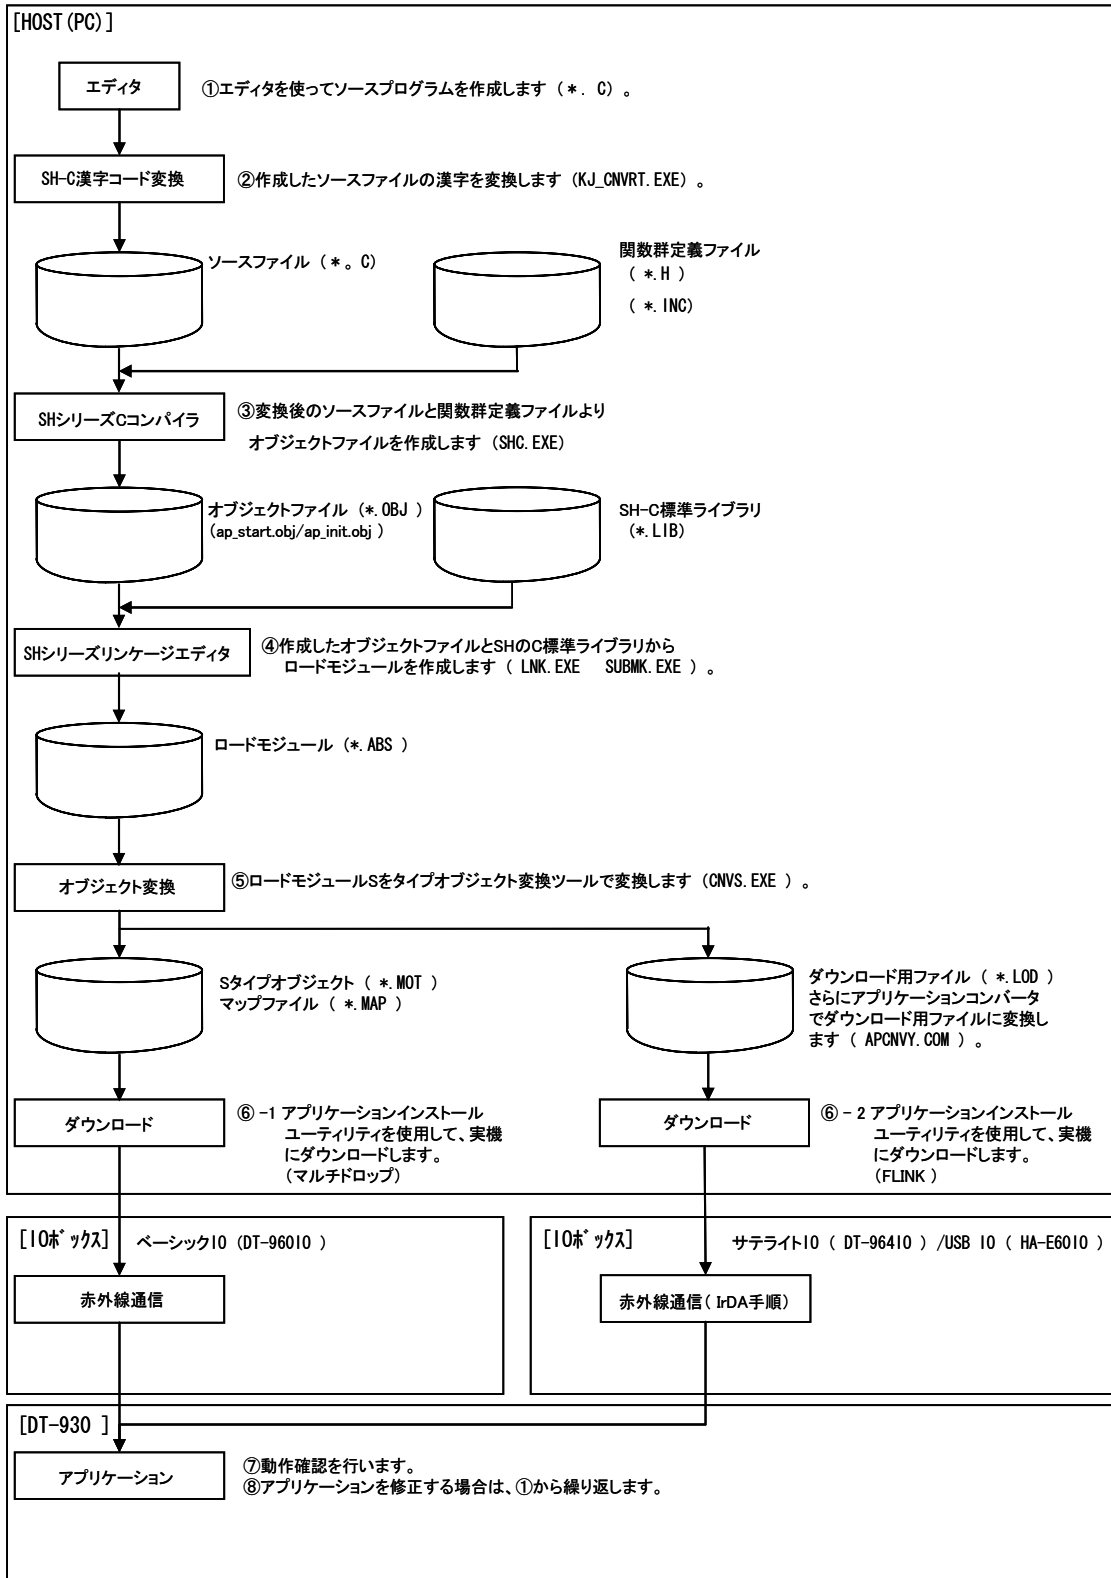 [HOST(PC)]
エディタ
①エディタを使ってソースプログラムを作成します（*．C）。
SH-C漢字コード変換
②作成したソースファイルの漢字を変換します（KJ_CNVRT.EXE）。
ソースファイル（*。C）
関数群定義ファイル
（ *.H ）
（ *.INC）
SHシリーズCコンパイラ
③変換後のソースファイルと関数群定義ファイルより
オブジェクトファイルを作成します（SHC.EXE）
オブジェクトファイル（*.OBJ ）
（ap_start.obj/ap_init.obj ）
SH-C標準ライブラリ
（*.LIB）
SHシリーズリンケージエディタ
④作成したオブジェクトファイルとSHのC標準ライブラリから
ロードモジュールを作成します（ LNK.EXE　SUBMK.EXE ）。
ロードモジュール（*.ABS ）
オブジェクト変換
⑤ロードモジュールSをタイプオブジェクト変換ツールで変換します（CNVS.EXE ）。
Sタイプオブジェクト（ *.MOT ）
マップファイル（ *.MAP ）
ダウンロード用ファイル（ *.LOD ）
さらにアプリケーションコンバータ
でダウンロード用ファイルに変換し
ます（ APCNVY.COM ）。
ダウンロード
⑥-1 アプリケーションインストール
ユーティリティを使用して、実機
にダウンロードします。
（マルチドロップ）
ダウンロード
⑥- 2 アプリケーションインストール
ユーティリティを使用して、実機
にダウンロードします。
（FLINK ）
[IOﾎﾞｯｸｽ]
ベーシックIO（DT-960IO ）
赤外線通信
[IOﾎﾞｯｸｽ]
サテライトIO（ DT-964IO ）/USB IO（ HA-E60IO ）
赤外線通信（ IrDA手順）
[DT-930 ]
アプリケーション
⑦動作確認を行います。
⑧アプリケーションを修正する場合は、①から繰り返します。